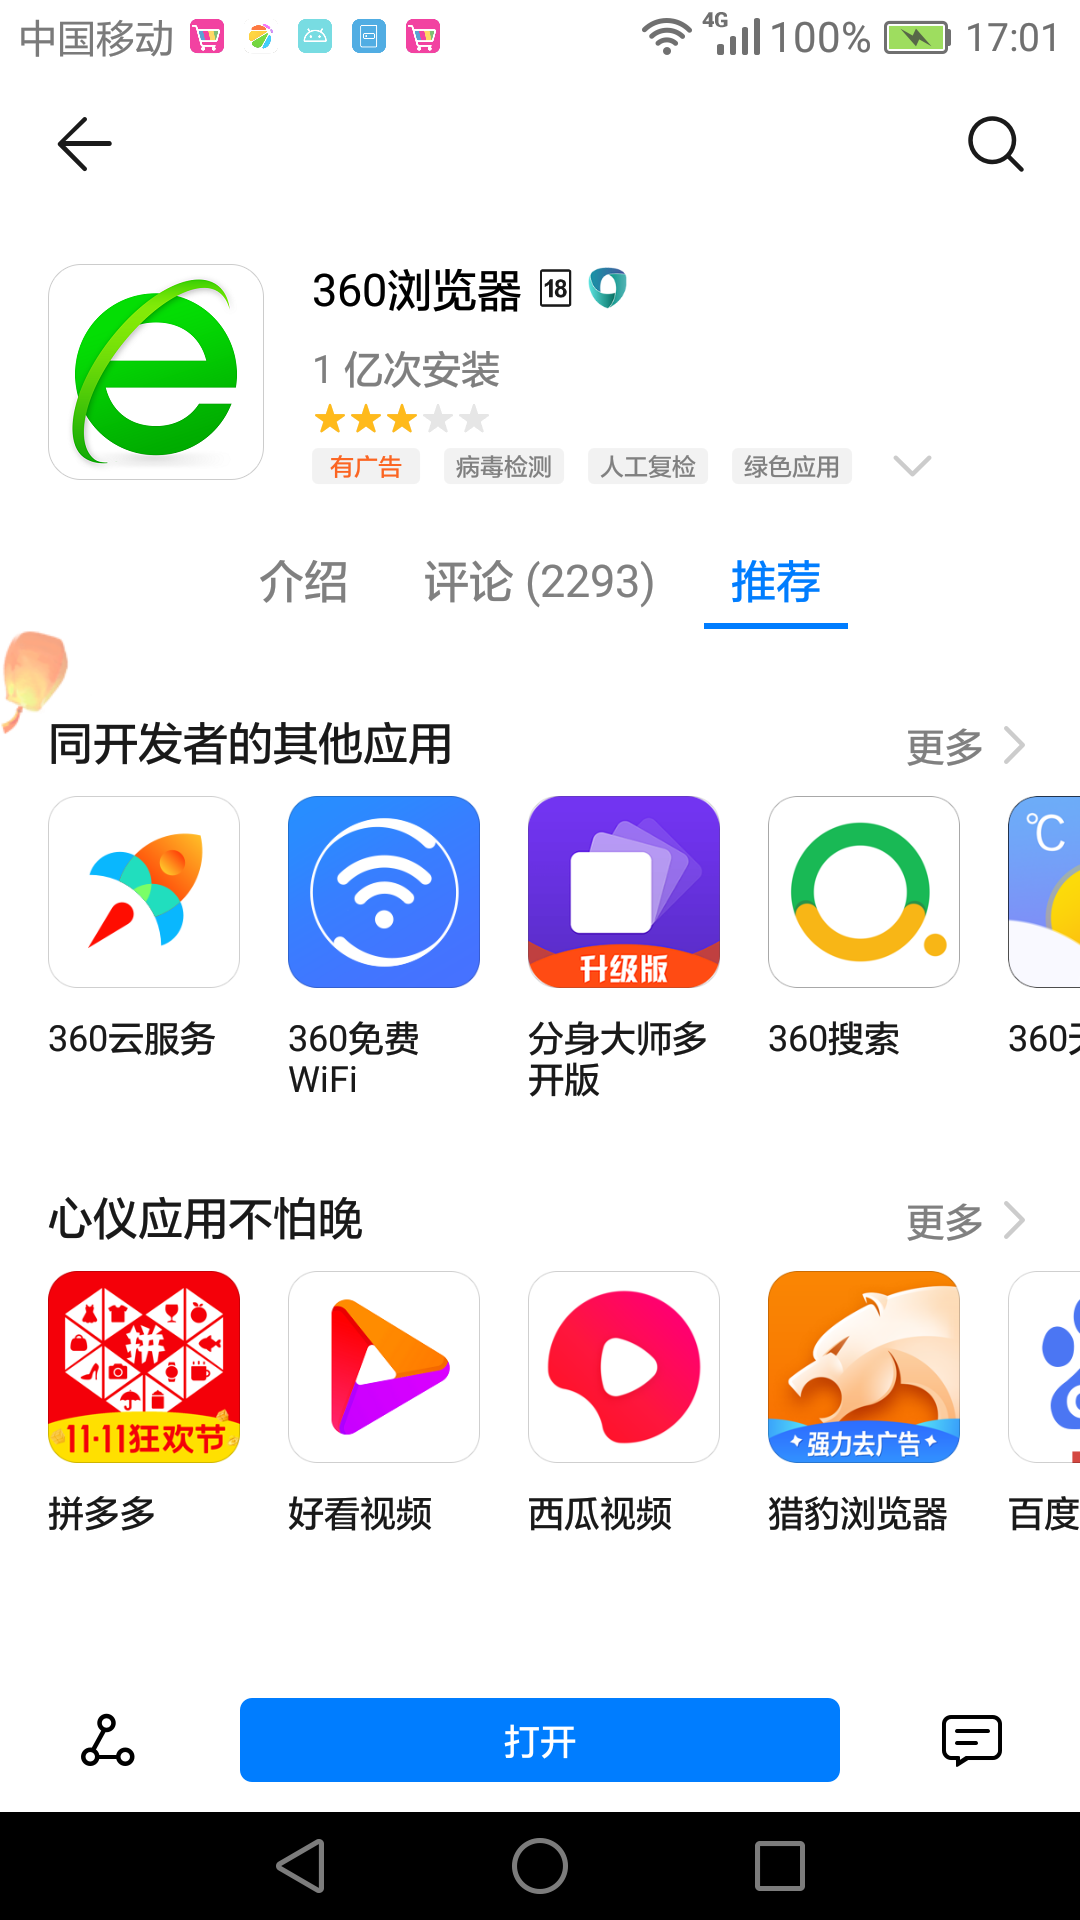 中国移动 4G 100% 17:01
360浏览器 18
1 亿次安装
有广告 病毒检测 人工复检 绿色应用
介绍 评论 (2293) 推荐
同开发者的其他应用 更多
℃
升级版
360云服务 360免费WiFi 分身大师多开版 360搜索 360天
心仪应用不怕晚 更多
拼
11·11狂欢节 强力去广告
拼多多 好看视频 西瓜视频 猎豹浏览器 百度
打开